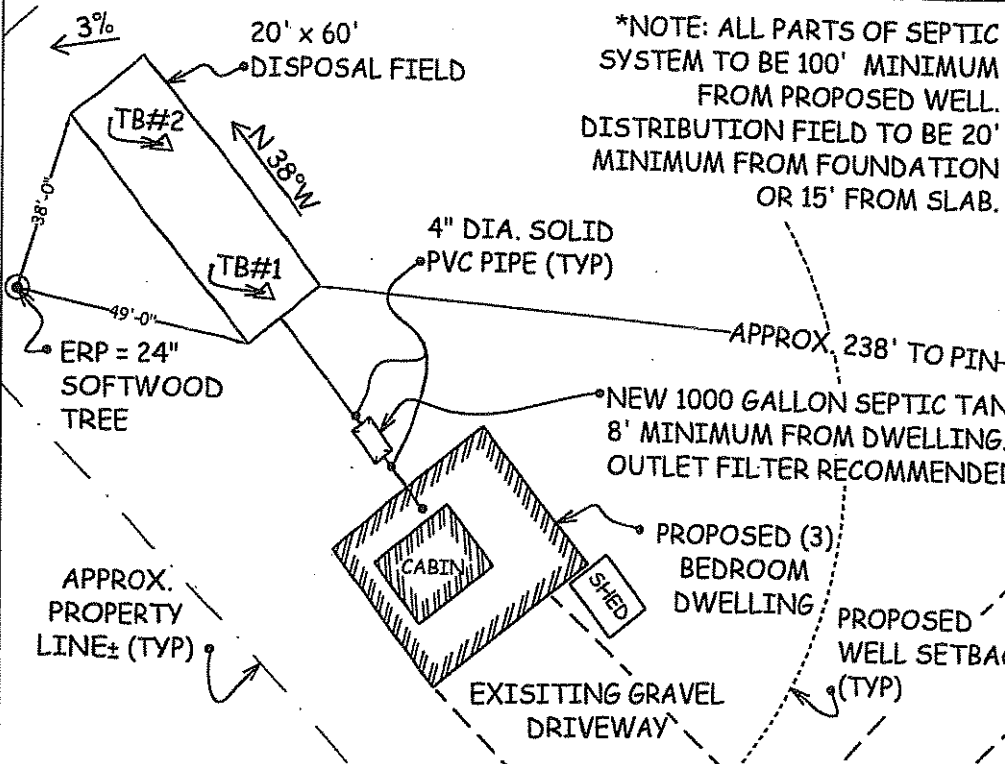 3%
20' x 60'
DISPOSAL FIELD
*NOTE: ALL PARTS OF SEPTIC
SYSTEM TO BE 100' MINIMUM
FROM PROPOSED WELL.
DISTRIBUTION FIELD TO BE 20'
MINIMUM FROM FOUNDATION
OR 15' FROM SLAB.
TB#2
N 38°W
38'-0"
4" DIA. SOLID
PVC PIPE (TYP)
TB#1
49'-0"
ERP = 24"
SOFTWOOD
TREE
APPROX. 238' TO PIN
NEW 1000 GALLON SEPTIC TAN
8' MINIMUM FROM DWELLING.
OUTLET FILTER RECOMMENDED
CABIN
PROPOSED (3)
BEDROOM
DWELLING
SHED
APPROX.
PROPERTY
LINE± (TYP)
PROPOSED
WELL SETBA
(TYP)
EXISITING GRAVEL
DRIVEWAY